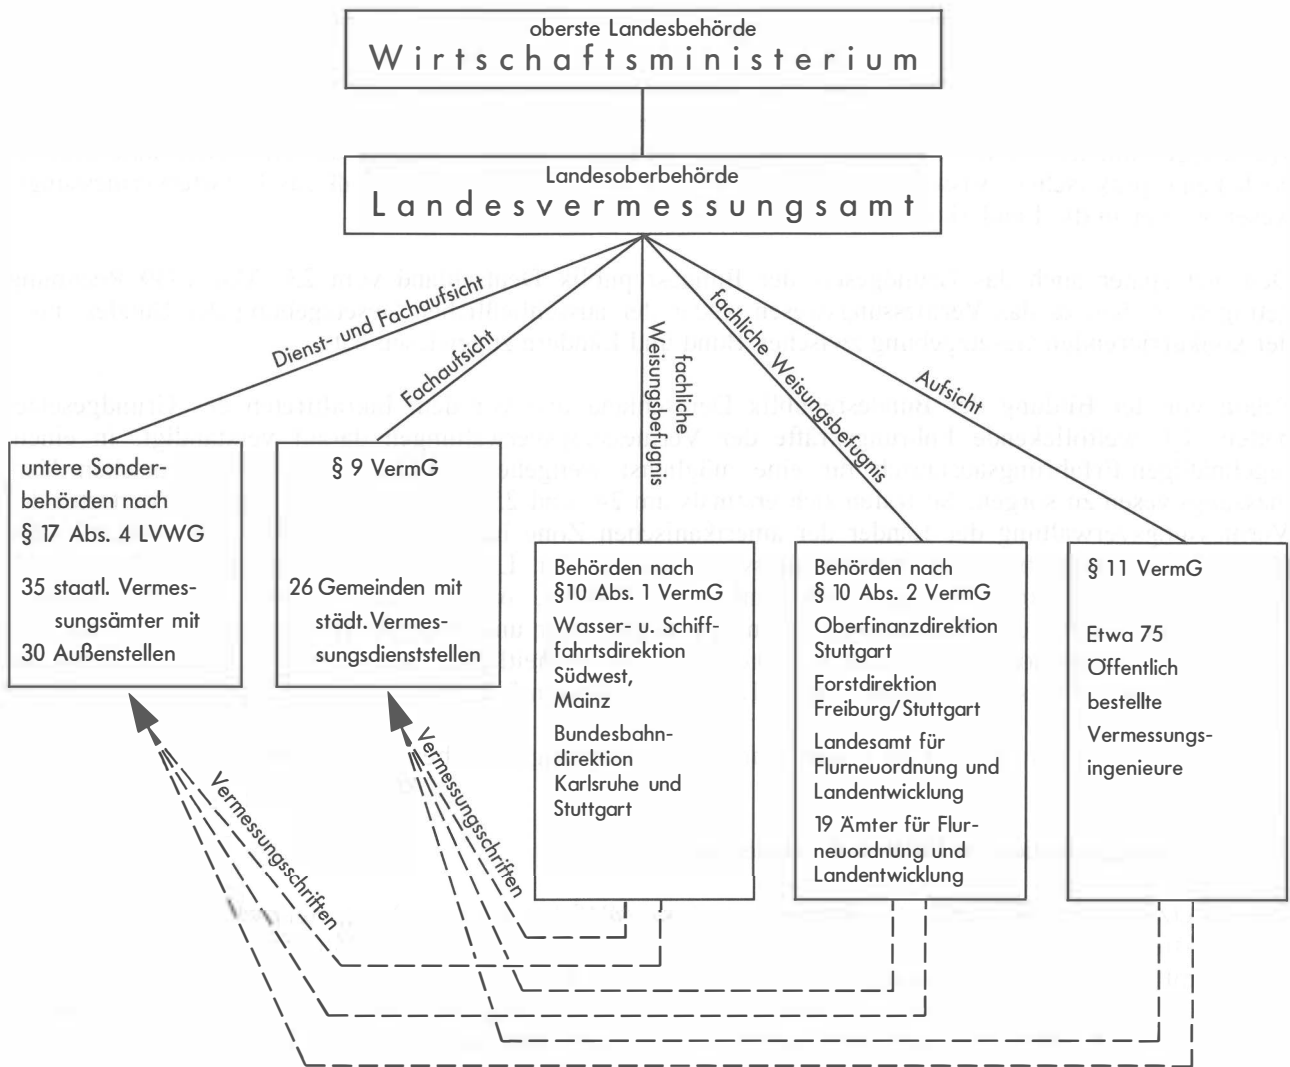 oberste Landesbehörde
Wirtschaftsministerium
Landesoberbehörde
Landesvermessungsamt
Dienst- und Fachaufsicht
Fachaufsicht
fachliche
Weisungsbefugnis
fachliche Weisungsbefugnis
Aufsicht
untere Sonder-
behörden nach
§ 17 Abs. 4 LVWG
35 staatl. Vermes-
sungsämter mit
30 Außenstellen
§ 9 VermG
26 Gemeinden mit
städt. Vermes-
sungsdienststellen
Behörden nach
§10 Abs. 1 VermG
Wasser- u. Schiff-
fahrtsdirektion
Südwest,
Mainz
Bundesbahn-
direktion
Karlsruhe und
Stuttgart
Behörden nach
§ 10 Abs. 2 VermG
Oberfinanzdirektion
Stuttgart
Forstdirektion
Freiburg/Stuttgart
Landesamt für
Flurneuordnung und
Landentwicklung
19 Ämter für Flur-
neuordnung und
Landentwicklung
§ 11 VermG
Etwa 75
Öffentlich
bestellte
Vermessungs-
ingenieure
Vermessungsschriften
Vermessungsschriften